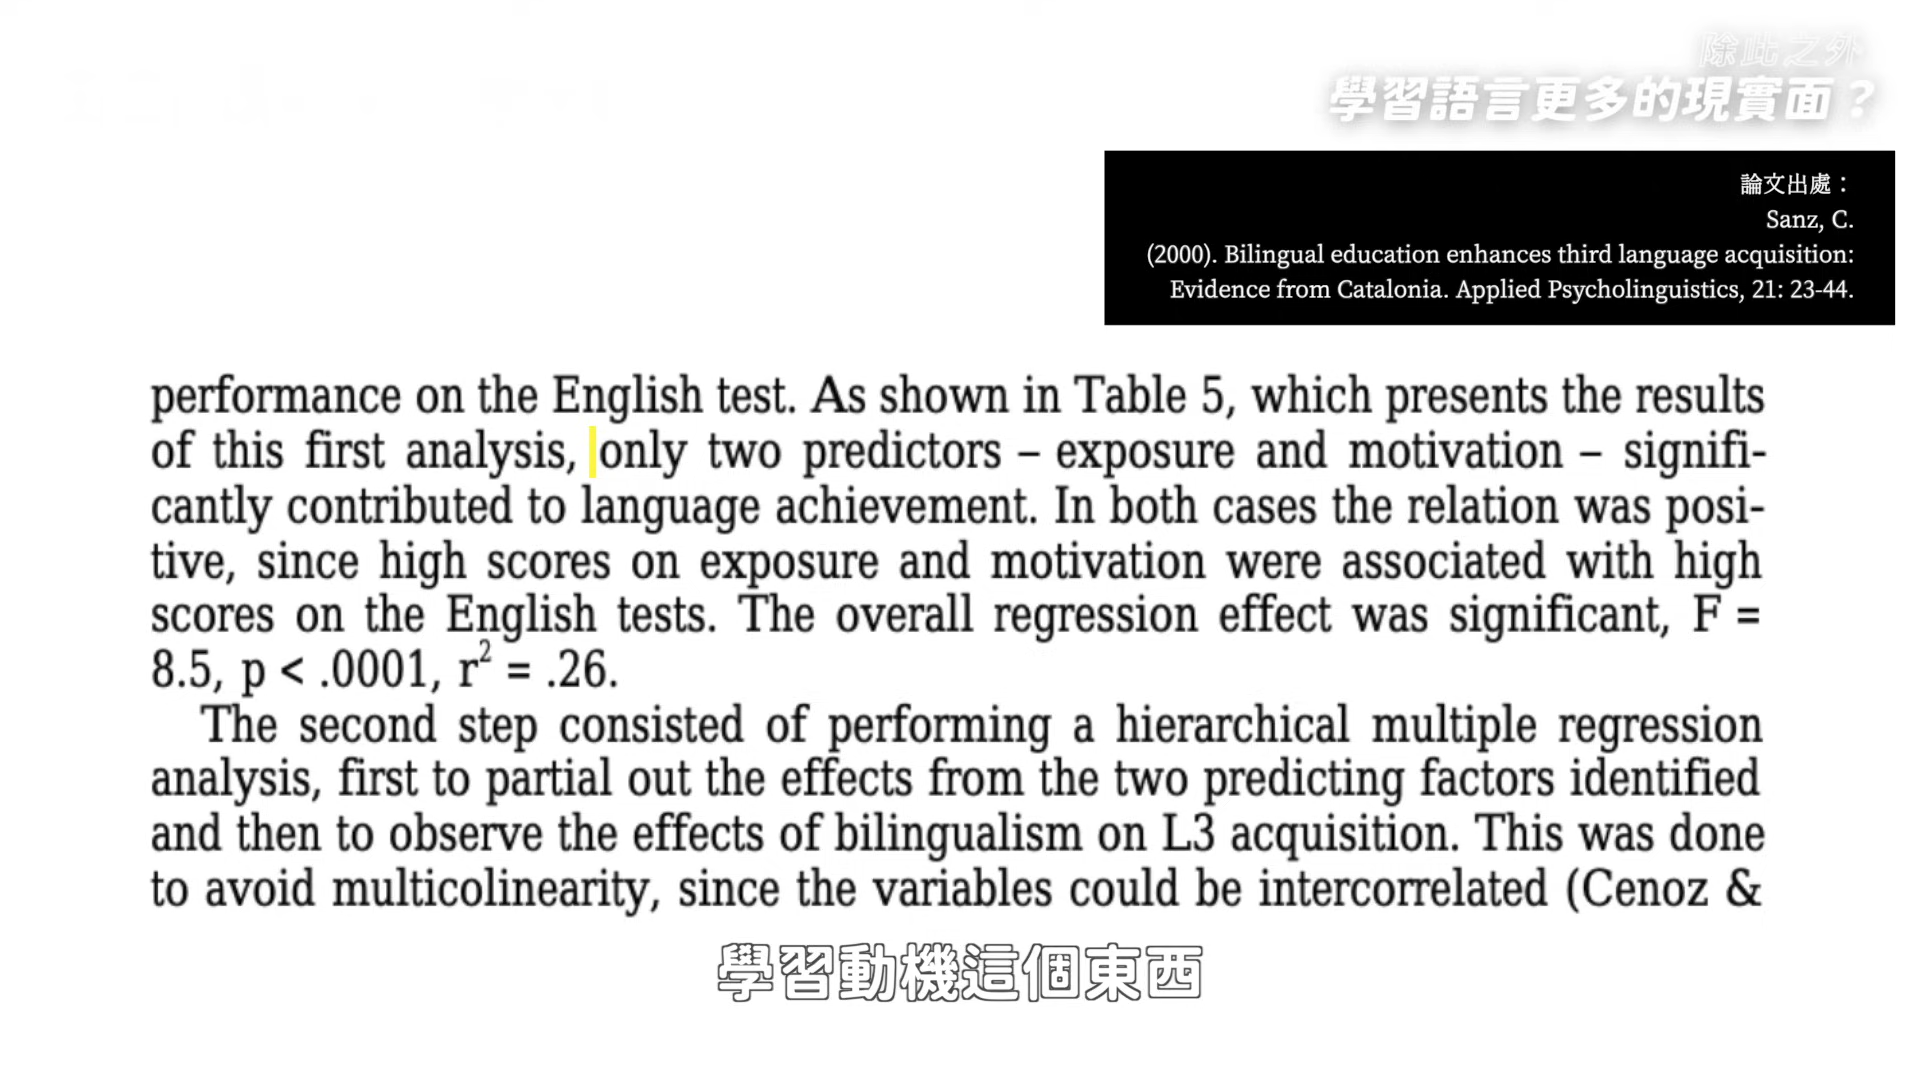 除此之外
學習語言更多的現實面？
論文出處：
Sanz, C.
(2000). Bilingual education enhances third language acquisition:
Evidence from Catalonia. Applied Psycholinguistics, 21: 23-44.
performance on the English test. As shown in Table 5, which presents the results
of this first analysis, only two predictors – exposure and motivation – signifi-
cantly contributed to language achievement. In both cases the relation was posi-
tive, since high scores on exposure and motivation were associated with high
scores on the English tests. The overall regression effect was significant, F =
8.5, p < .0001, r² = .26.
The second step consisted of performing a hierarchical multiple regression
analysis, first to partial out the effects from the two predicting factors identified
and then to observe the effects of bilingualism on L3 acquisition. This was done
to avoid multicolinearity, since the variables could be intercorrelated (Cenoz &
學習動機這個東西